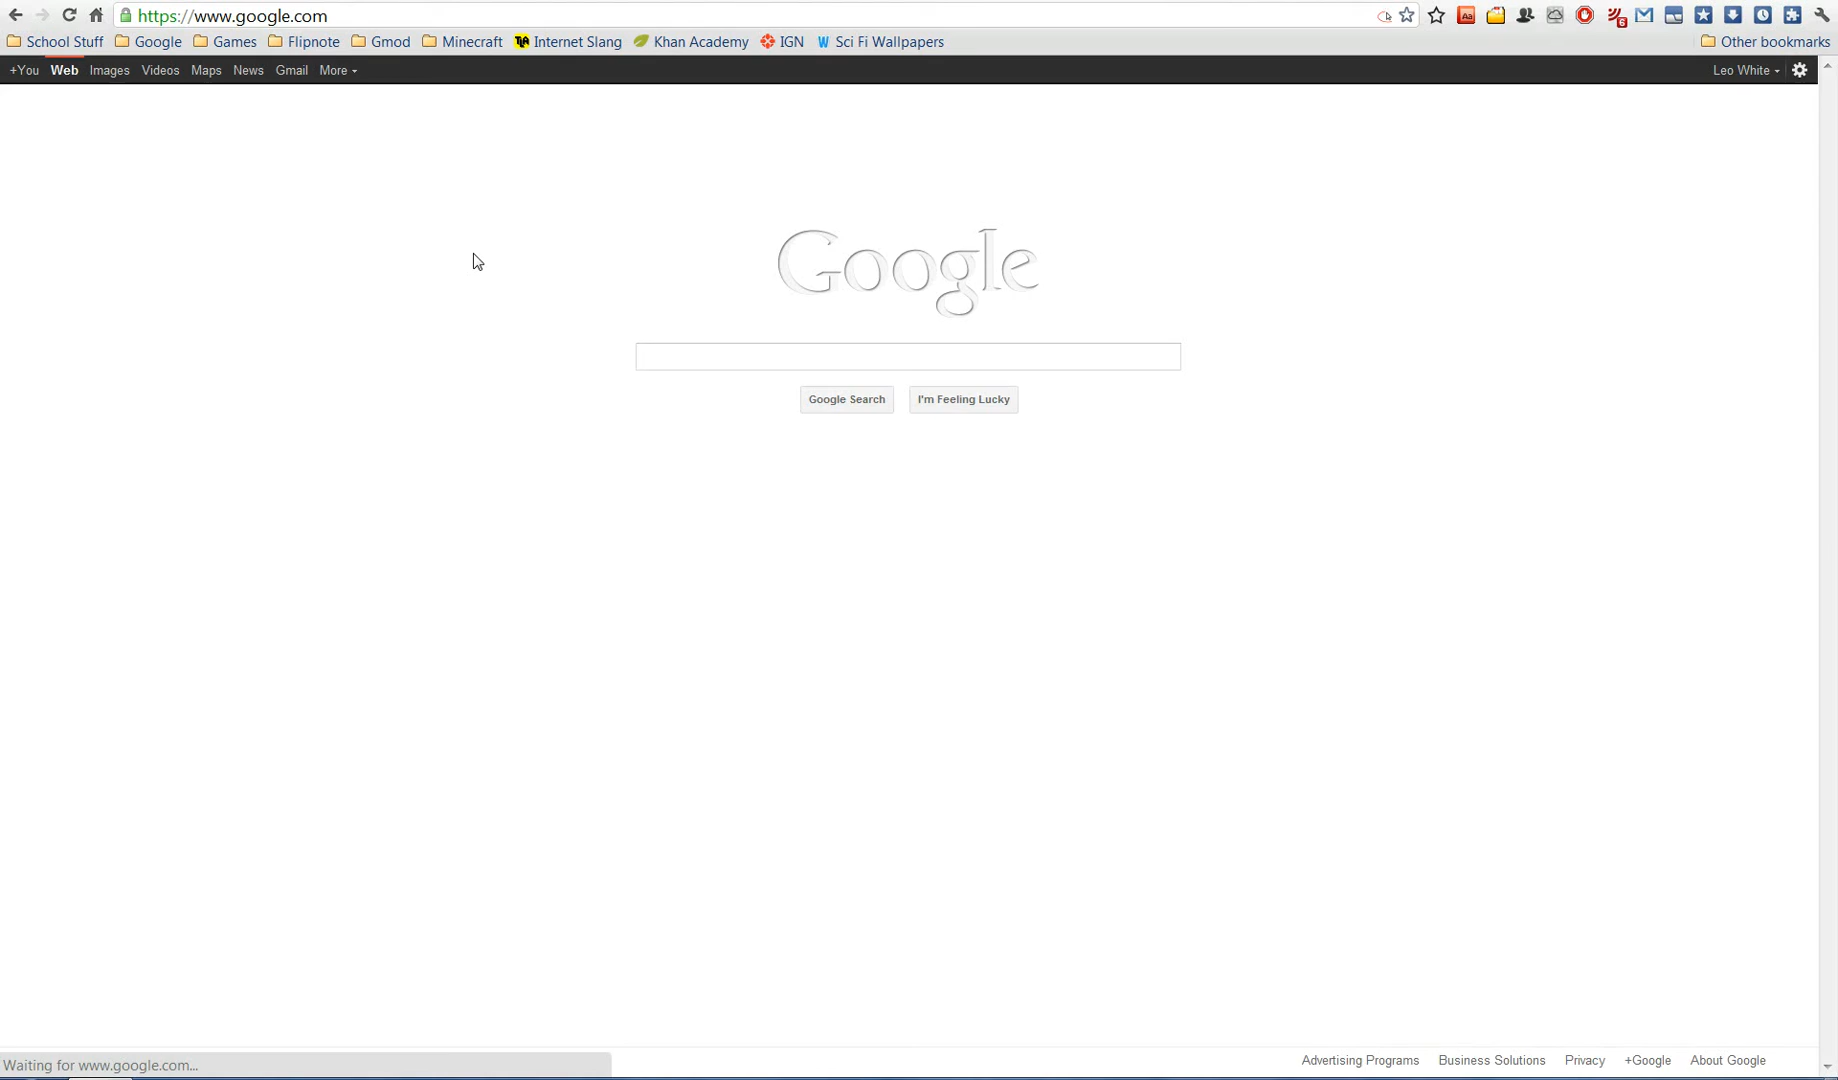 https://www.google.com
School Stuff Google Games Flipnote Gmod Minecraft TLA Internet Slang Khan Academy IGN W Sci Fi Wallpapers Other bookmarks
+You Web Images Videos Maps News Gmail More Leo White
Google
Google Search I'm Feeling Lucky
Advertising Programs Business Solutions Privacy +Google About Google
Waiting for www.google.com...